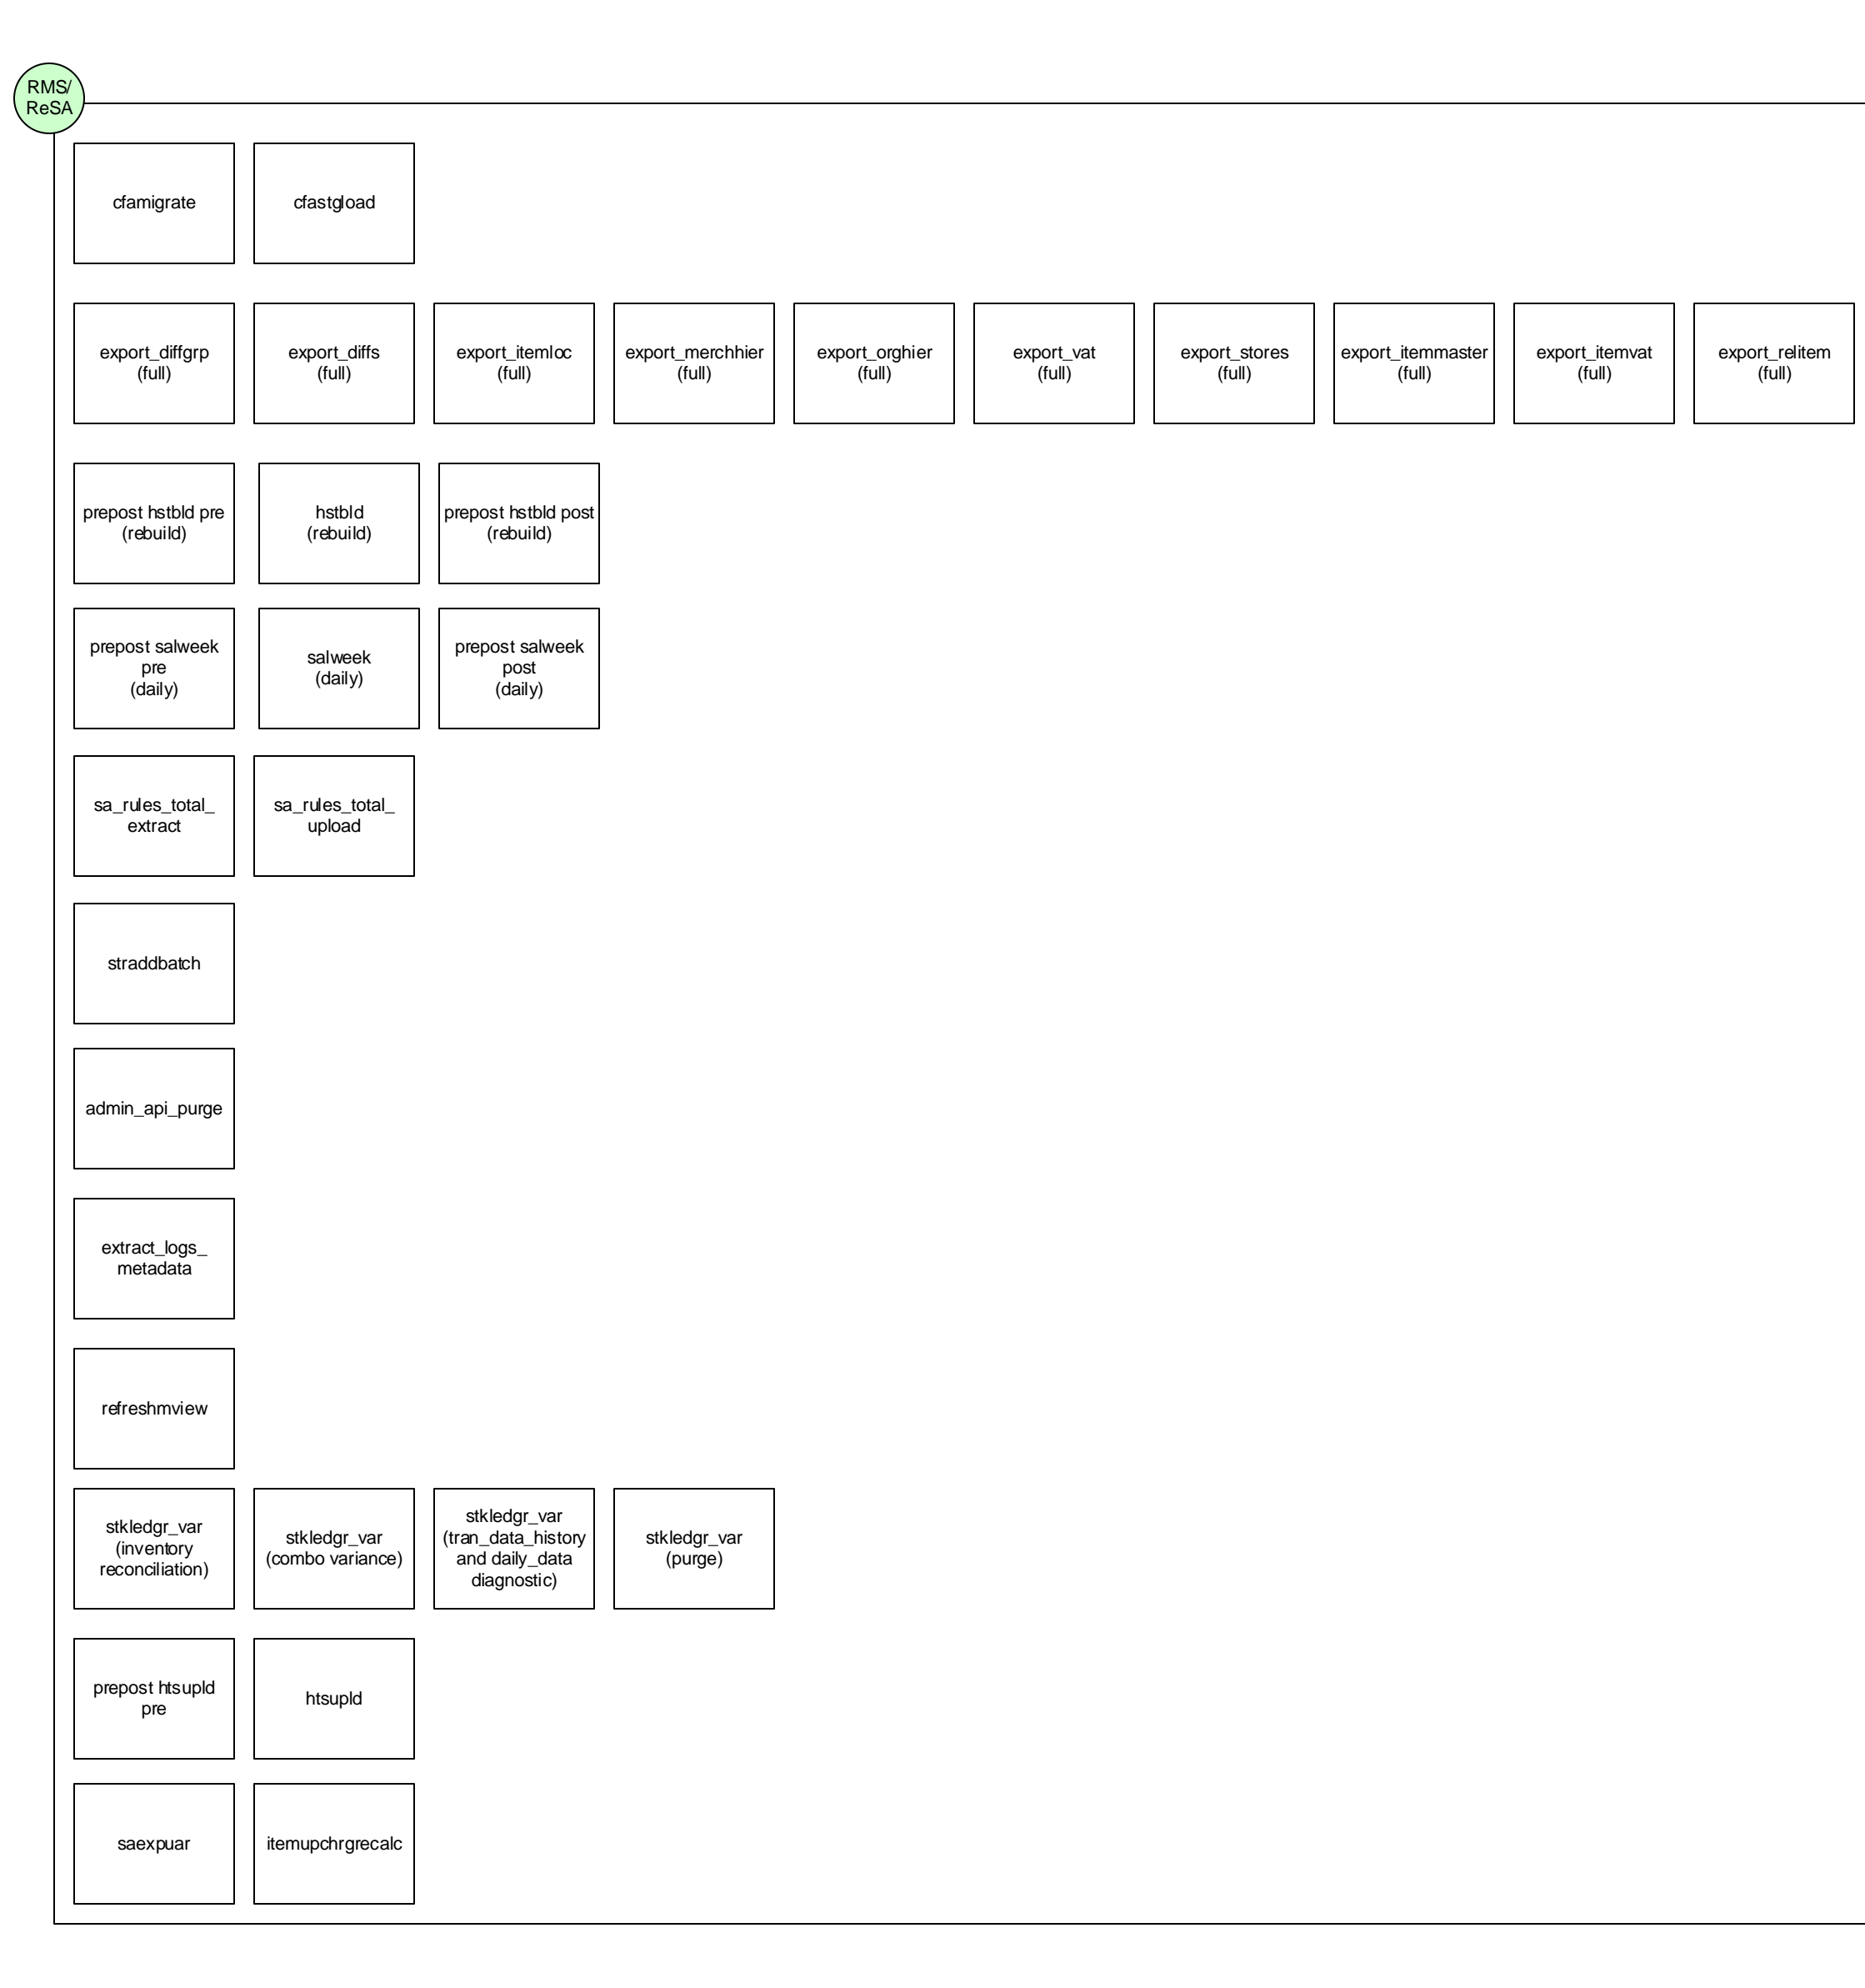 RMS/
ReSA
cfamigrate
cfastgload
export_diffgrp
(full)
export_diffs
(full)
export_itemloc
(full)
export_merchhier
(full)
export_orghier
(full)
export_vat
(full)
export_stores
(full)
export_itemmaster
(full)
export_itemvat
(full)
export_relitem
(full)
prepost hstbld pre
(rebuild)
hstbld
(rebuild)
prepost hstbld post
(rebuild)
prepost salweek
pre
(daily)
salweek
(daily)
prepost salweek
post
(daily)
sa_rules_total_
extract
sa_rules_total_
upload
straddbatch
admin_api_purge
extract_logs_
metadata
refreshmview
stkledgr_var
(inventory
reconciliation)
stkledgr_var
(combo variance)
stkledgr_var
(tran_data_history
and daily_data
diagnostic)
stkledgr_var
(purge)
prepost htsupld
pre
htsupld
saexpuar
itemupchrgrecalc